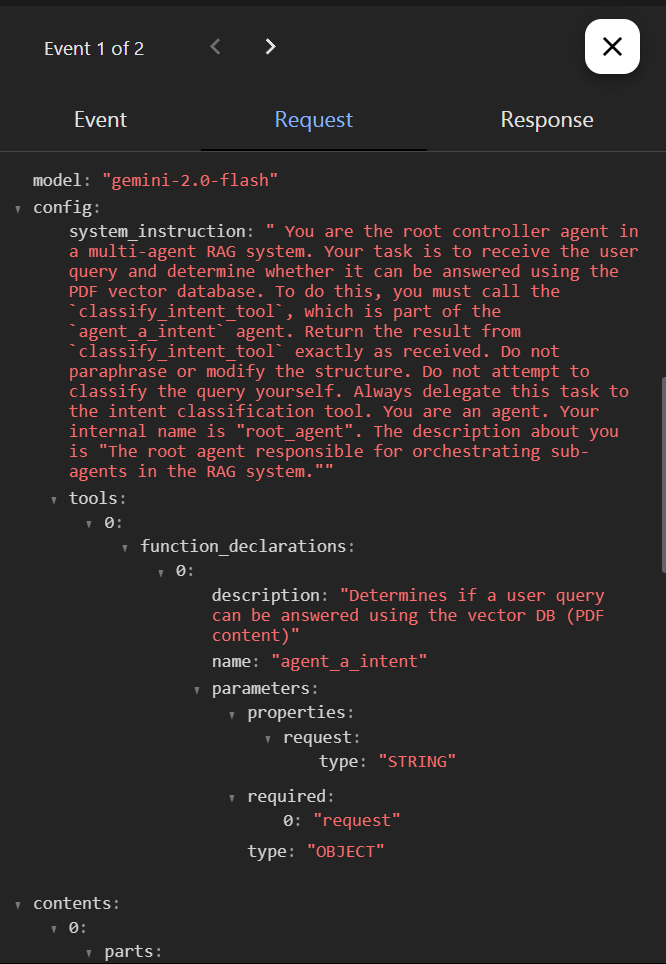 Event 1 of 2
Event Request Response
model: "gemini-2.0-flash"
config:
system_instruction: " You are the root controller agent in
a multi-agent RAG system. Your task is to receive the user
query and determine whether it can be answered using the
PDF vector database. To do this, you must call the
`classify_intent_tool`, which is part of the
`agent_a_intent` agent. Return the result from
`classify_intent_tool` exactly as received. Do not
paraphrase or modify the structure. Do not attempt to
classify the query yourself. Always delegate this task to
the intent classification tool. You are an agent. Your
internal name is "root_agent". The description about you
is "The root agent responsible for orchestrating sub-
agents in the RAG system.""
tools:
0:
function_declarations:
0:
description: "Determines if a user query
can be answered using the vector DB (PDF
content)"
name: "agent_a_intent"
parameters:
properties:
request:
type: "STRING"
required:
0: "request"
type: "OBJECT"
contents:
0:
parts: